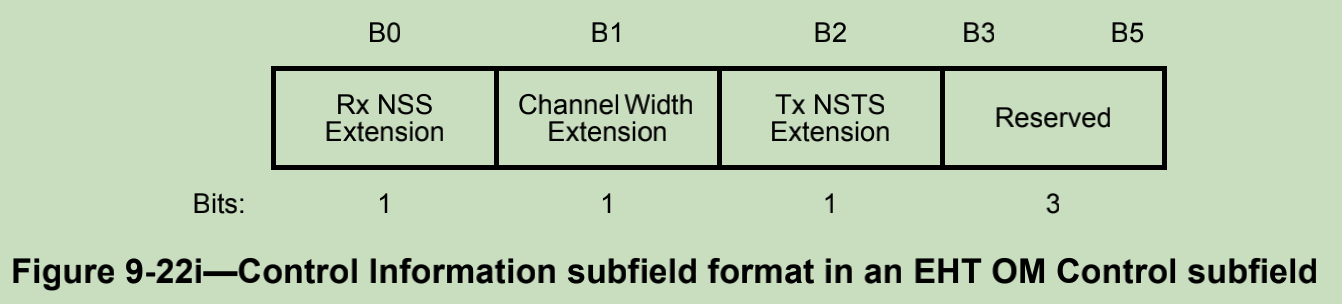 B0 B1 B2 B3 B5
Rx NSS Extension Channel Width Extension Tx NSTS Extension Reserved
Bits: 1 1 1 3
Figure 9-22i—Control Information subfield format in an EHT OM Control subfield